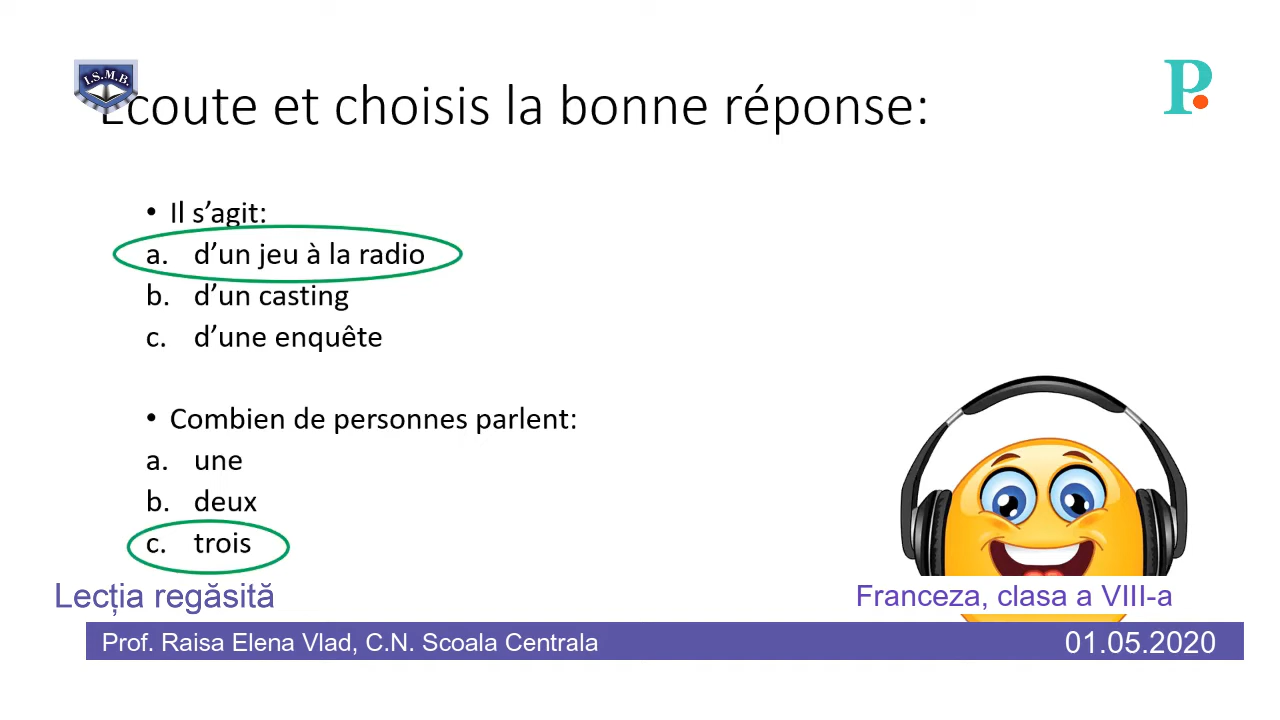 I.S.M.B.
P.
Ecoute et choisis la bonne réponse:
• Il s’agit:
a. d’un jeu à la radio
b. d’un casting
c. d’une enquête
• Combien de personnes parlent:
a. une
b. deux
c. trois
Lecția regăsită
Franceza, clasa a VIII-a
Prof. Raisa Elena Vlad, C.N. Scoala Centrala
01.05.2020